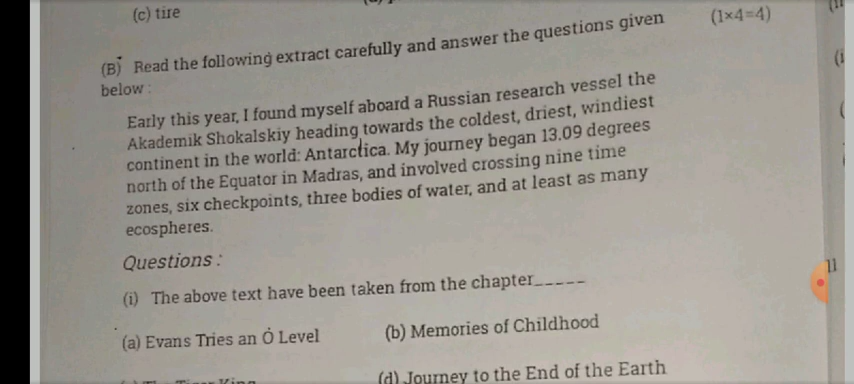 (c) tire
(B) Read the following extract carefully and answer the questions given (1×4=4)
below :
Early this year, I found myself aboard a Russian research vessel the
Akademik Shokalskiy heading towards the coldest, driest, windiest
continent in the world: Antarctica. My journey began 13.09 degrees
north of the Equator in Madras, and involved crossing nine time
zones, six checkpoints, three bodies of water, and at least as many
ecospheres.
Questions :
(i) The above text have been taken from the chapter_____
11
(a) Evans Tries an O Level (b) Memories of Childhood
(d) Journey to the End of the Earth